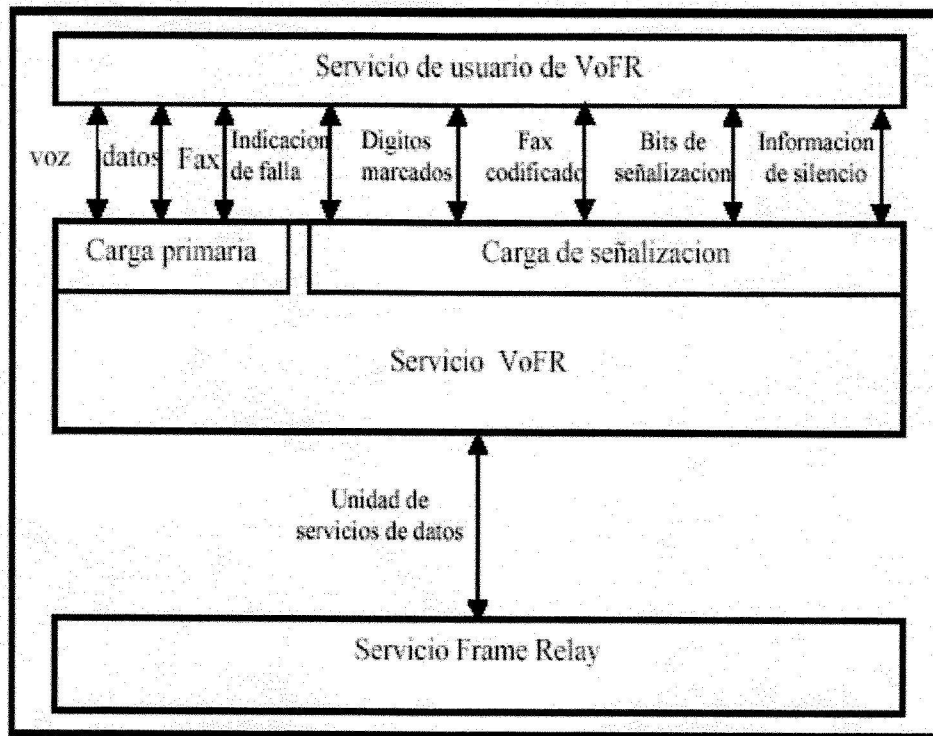 Servicio de usuario de VoFR
voz
datos
Fax
Indicacion
de falla
Digitos
marcados
Fax
codificado
Bits de
señalizacion
Informacion
de silencio
Carga primaria
Carga de señalizacion
Servicio VoFR
Unidad de
servicios de datos
Servicio Frame Relay